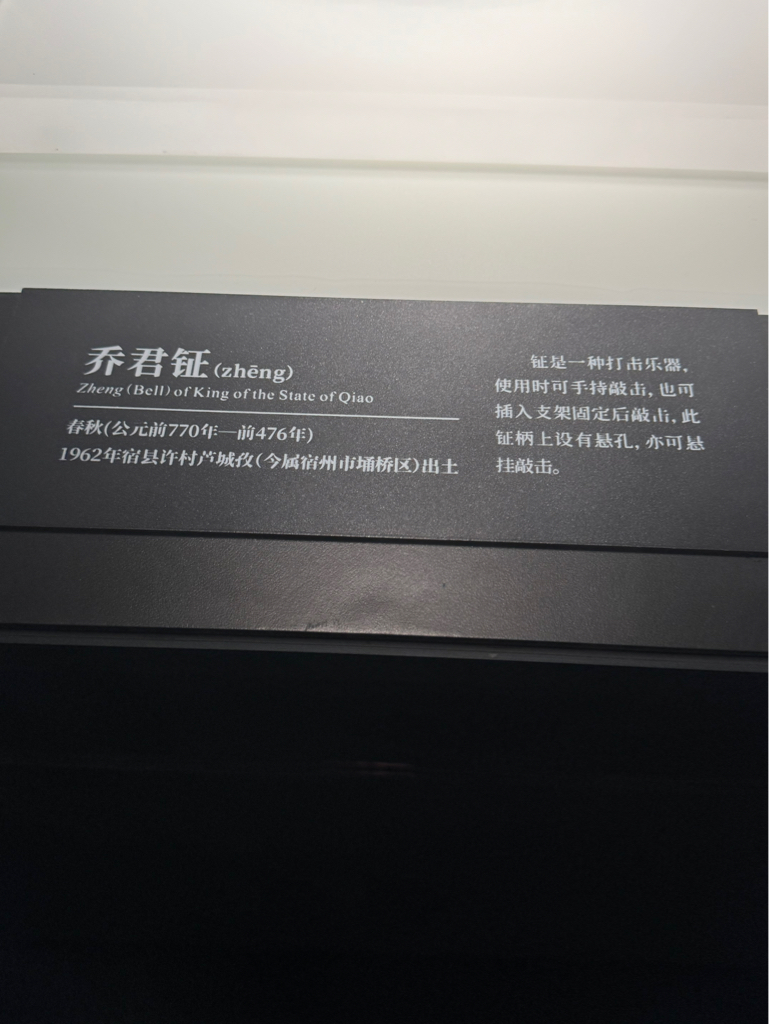 乔君钲(zhēng)
Zheng (Bell) of King of the State of Qiao
春秋(公元前770年—前476年)
1962年宿县许村芦城孜(今属宿州市埇桥区)出土
钲是一种打击乐器，
使用时可手持敲击，也可
插入支架固定后敲击，此
钲柄上设有悬孔，亦可悬
挂敲击。